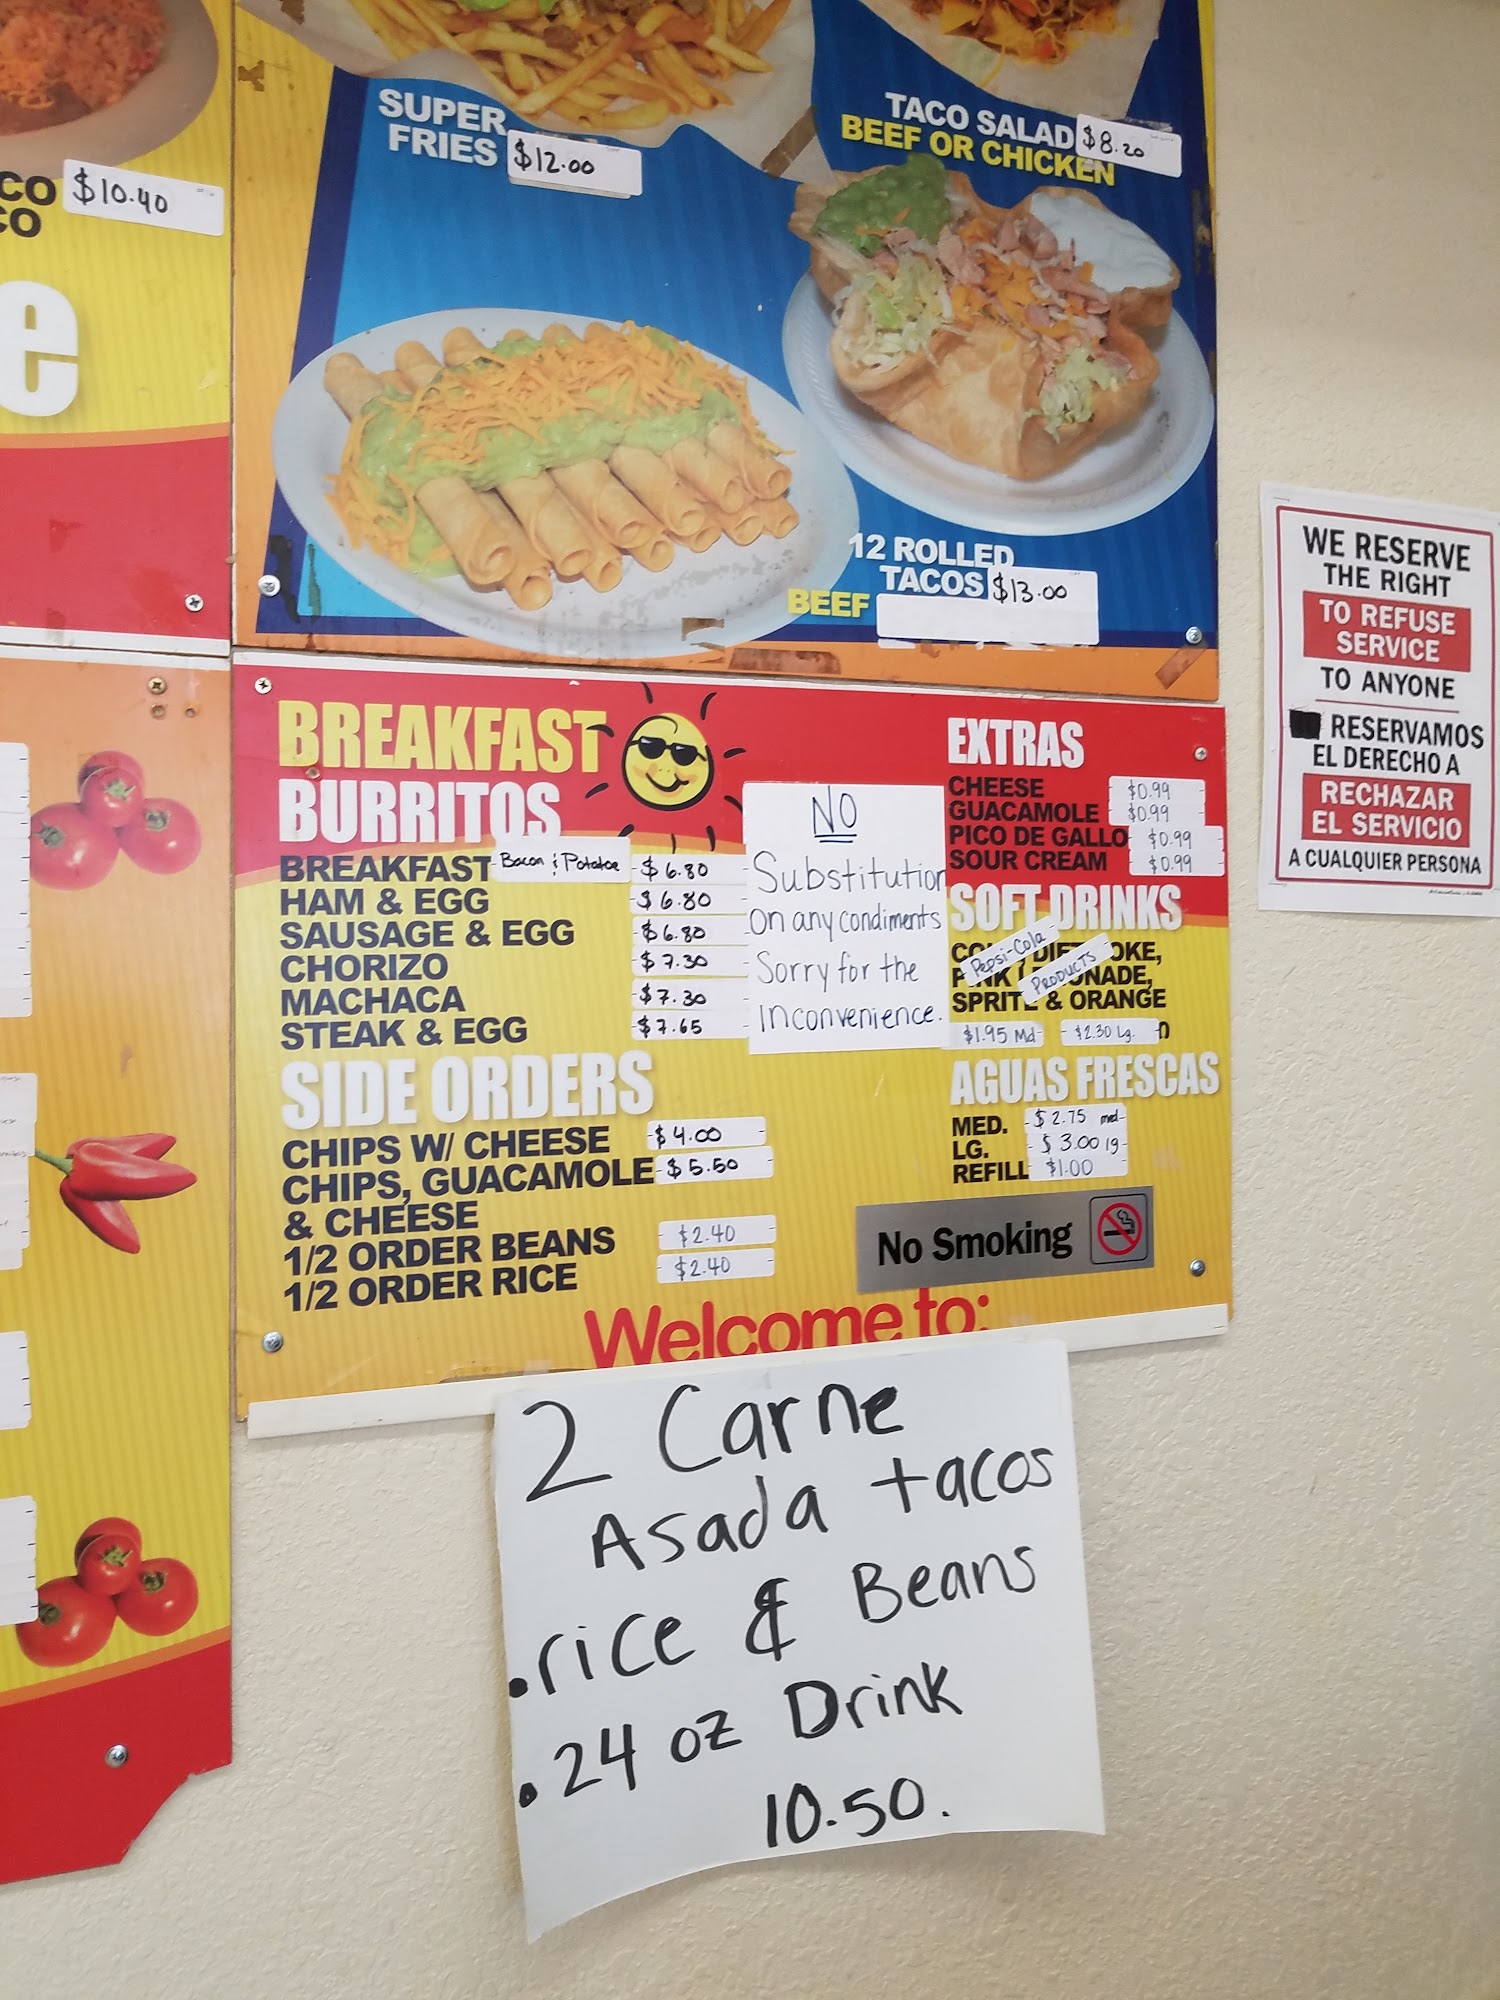 CO $10.40
CO
e
SUPER
FRIES $12.00
TACO SALAD $8.20
BEEF OR CHICKEN
12 ROLLED
TACOS $13.00
BEEF
BREAKFAST
BURRITOS
BREAKFAST Bacon & Potatoe $6.80
HAM & EGG $6.80
SAUSAGE & EGG $6.80
CHORIZO $7.30
MACHACA $7.30
STEAK & EGG $7.65
NO
Substitution
on any condiments
Sorry for the
inconvenience.
SIDE ORDERS
CHIPS W/ CHEESE $4.00
CHIPS, GUACAMOLE $5.50
& CHEESE
1/2 ORDER BEANS $2.40
1/2 ORDER RICE $2.40
EXTRAS
CHEESE $0.99
GUACAMOLE $0.99
PICO DE GALLO $0.99
SOUR CREAM $0.99
SOFT DRINKS
Pepsi-Cola
PRODUCTS
SPRITE & ORANGE
$1.95 Md $2.30 Lg.
AGUAS FRESCAS
MED. $2.75 med
LG. $3.00 lg
REFILL $1.00
No Smoking
Welcome to:
2 Carne
Asada tacos
.rice & Beans
.24 oz Drink
10.50.
WE RESERVE
THE RIGHT
TO REFUSE
SERVICE
TO ANYONE
RESERVAMOS
EL DERECHO A
RECHAZAR
EL SERVICIO
A CUALQUIER PERSONA